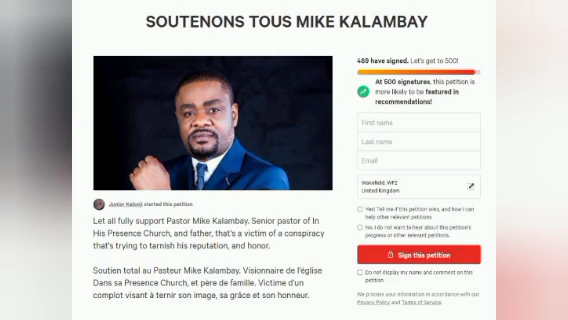 SOUTENONS TOUS MIKE KALAMBAY
469 have signed. Let's get to 500!
At 500 signatures, this petition is
more likely to be featured in
recommendations!
First name
Last name
Email
Wakefield, WF2
United Kingdom
Yes! Tell me if this petition wins, and how I can
help other relevant petitions
No. I do not want to hear about this petition's
progress or other relevant petitions.
Sign this petition
Do not display my name and comment on this
petition
We process your information in accordance with our
Privacy Policy and Terms of Service.
Junior Kalonji started this petition
Let all fully support Pastor Mike Kalambay. Senior pastor of In
His Presence Church, and father, that's a victim of a conspiracy
that's trying to tarnish his reputation, and honor.
Soutien total au Pasteur Mike Kalambay. Visionnaire de l'église
Dans sa Presence Church, et père de famille. Victime d'un
complot visant à ternir son image, sa grâce et son honneur.